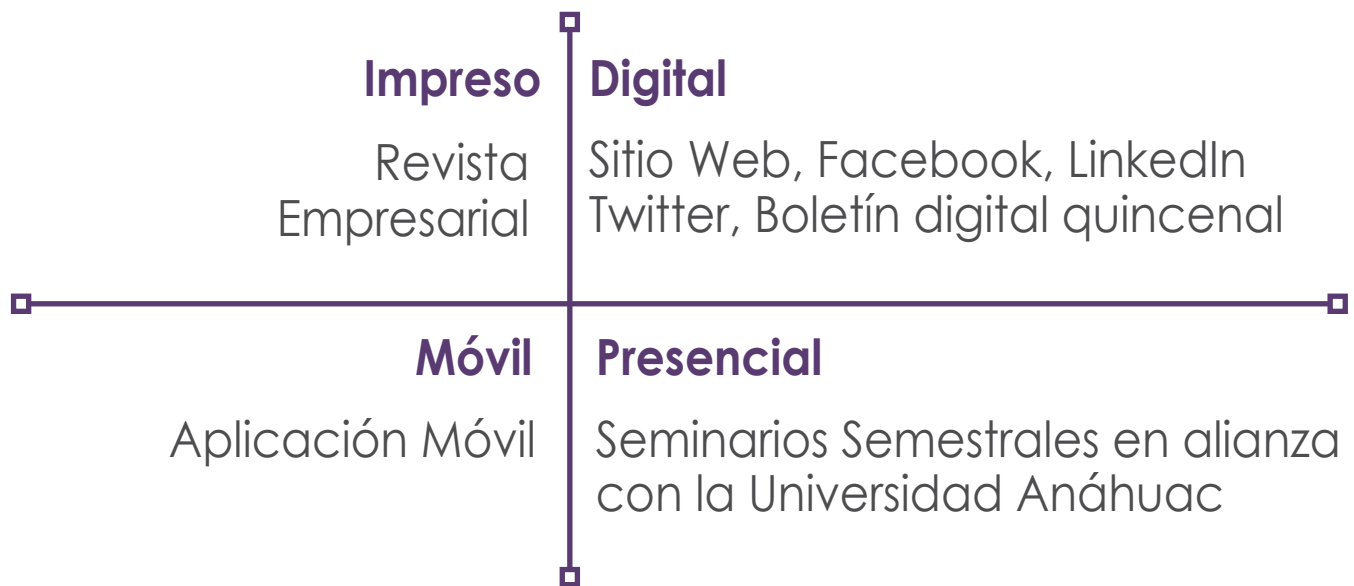 Impreso
Revista
Empresarial
Digital
Sitio Web, Facebook, LinkedIn
Twitter, Boletín digital quincenal
Móvil
Aplicación Móvil
Presencial
Seminarios Semestrales en alianza
con la Universidad Anáhuac